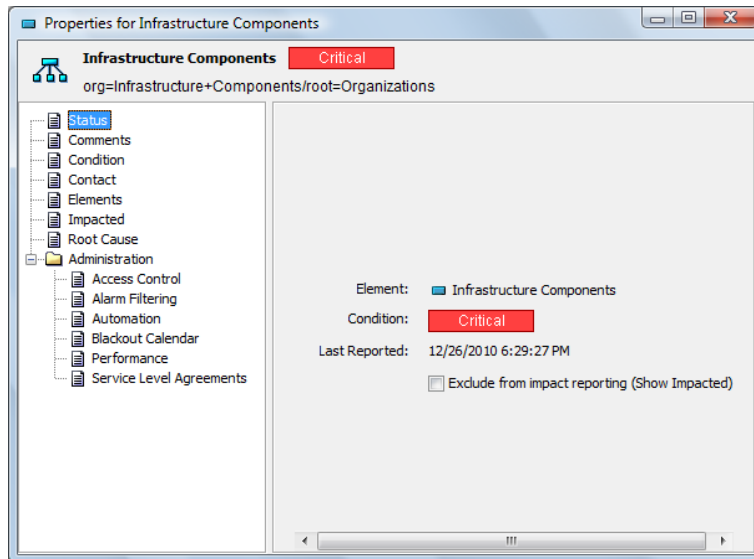 Properties for Infrastructure Components
Infrastructure Components Critical
org=Infrastructure+Components/root=Organizations
Status
Comments
Condition
Contact
Elements
Impacted
Root Cause
Administration
Access Control
Alarm Filtering
Automation
Blackout Calendar
Performance
Service Level Agreements
Element: Infrastructure Components
Condition: Critical
Last Reported: 12/26/2010 6:29:27 PM
Exclude from impact reporting (Show Impacted)